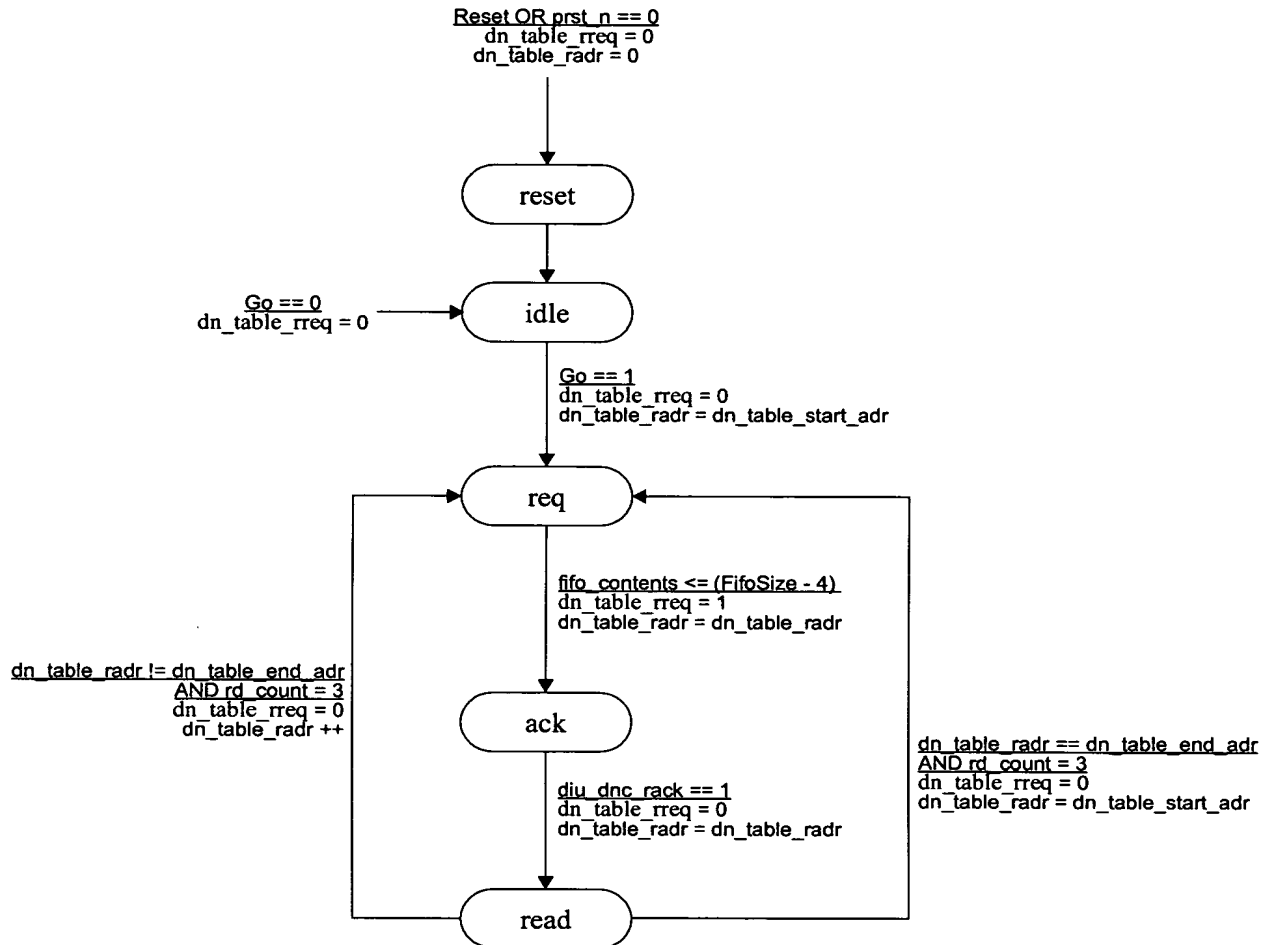 Reset OR prst_n == 0
dn_table_rreq = 0
dn_table_radr = 0
reset
idle
Go == 0
dn_table_rreq = 0
Go == 1
dn_table_rreq = 0
dn_table_radr = dn_table_start_adr
req
fifo_contents <= (FifoSize - 4)
dn_table_rreq = 1
dn_table_radr = dn_table_radr
dn_table_radr != dn_table_end_adr
AND rd_count = 3
dn_table_rreq = 0
dn_table_radr ++
ack
dn_table_radr == dn_table_end_adr
AND rd_count = 3
dn_table_rreq = 0
dn_table_radr = dn_table_start_adr
diu_dnc_rack == 1
dn_table_rreq = 0
dn_table_radr = dn_table_radr
read